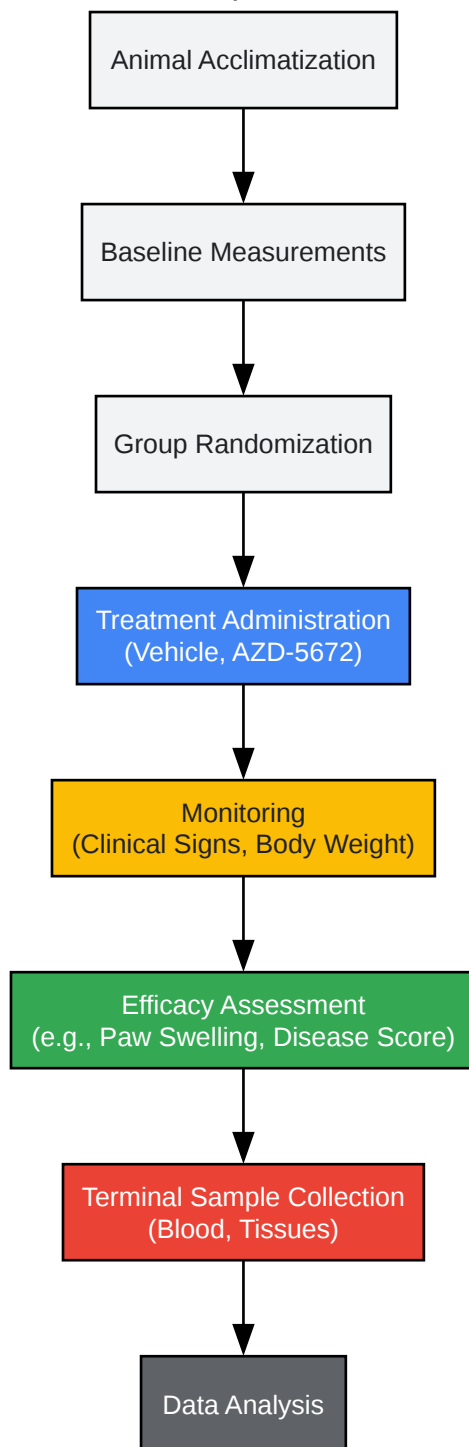 Animal Acclimatization
Baseline Measurements
Group Randomization
Treatment Administration
(Vehicle, AZD-5672)
Monitoring
(Clinical Signs, Body Weight)
Efficacy Assessment
(e.g., Paw Swelling, Disease Score)
Terminal Sample Collection
(Blood, Tissues)
Data Analysis